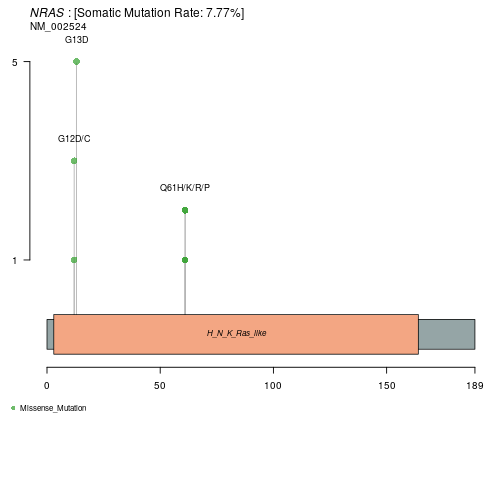 NRAS : [Somatic Mutation Rate: 7.77%]
NM_002524
G13D
5
G12D/C
Q61H/K/R/P
1
H_N_K_Ras_like
0 50 100 150 189
Missense_Mutation